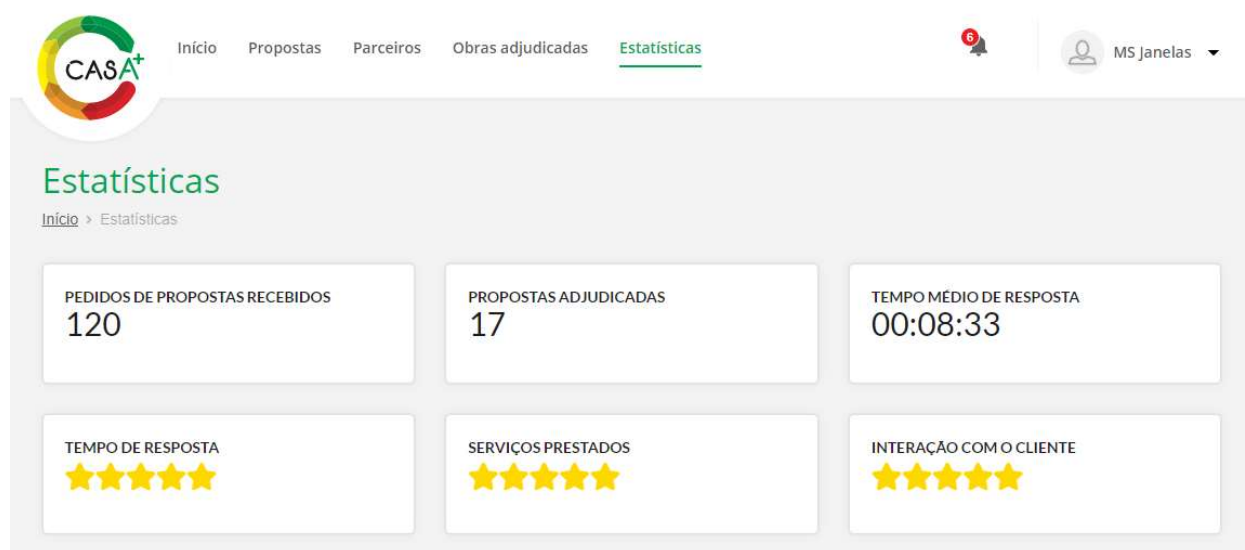 CASA+
Início Propostas Parceiros Obras adjudicadas Estatísticas 6 MS Janelas
Estatísticas
Início > Estatísticas
PEDIDOS DE PROPOSTAS RECEBIDOS
120
PROPOSTAS ADJUDICADAS
17
TEMPO MÉDIO DE RESPOSTA
00:08:33
TEMPO DE RESPOSTA
SERVIÇOS PRESTADOS
INTERAÇÃO COM O CLIENTE